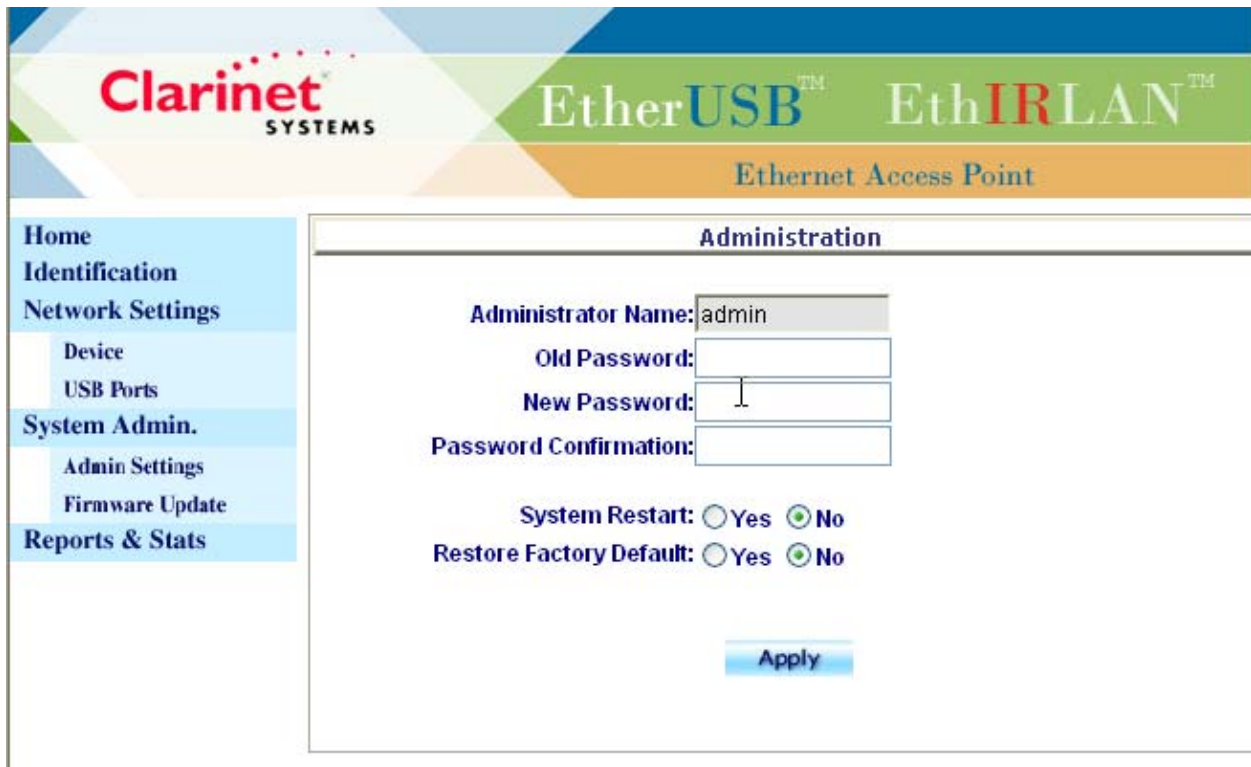 Clarinet
SYSTEMS
EtherUSB™ EthIRLAN™
Ethernet Access Point
Home
Identification
Network Settings
Device
USB Ports
System Admin.
Admin Settings
Firmware Update
Reports & Stats
Administration
Administrator Name: admin
Old Password:
New Password:
Password Confirmation:
System Restart: Yes No
Restore Factory Default: Yes No
Apply